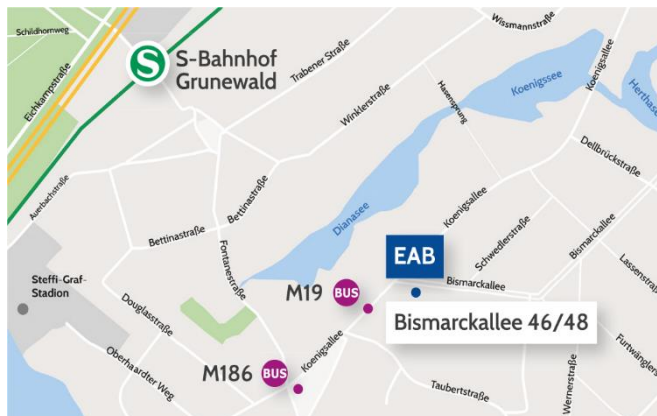 Schildhornweg
Eichkampstraße
S
S-Bahnhof
Grunewald
Trabener Straße
Wissmannstraße
Koenigsallee
Koenigssee
Herthasee
Winklerstraße
Hasensprung
Dellbrückstraße
Auerbachstraße
Bettinastraße
Bettinastraße
Dianasee
Koenigsallee
Fontanestraße
EAB
Schwedlerstraße
Bismarckallee
Lassenstraße
Steffi-Graf-
Stadion
M19
BUS
Bismarckallee
Douglasstraße
Bismarckallee 46/48
Oberhaardter Weg
M186
BUS
Koenigsallee
Taubertstraße
Wernerstraße